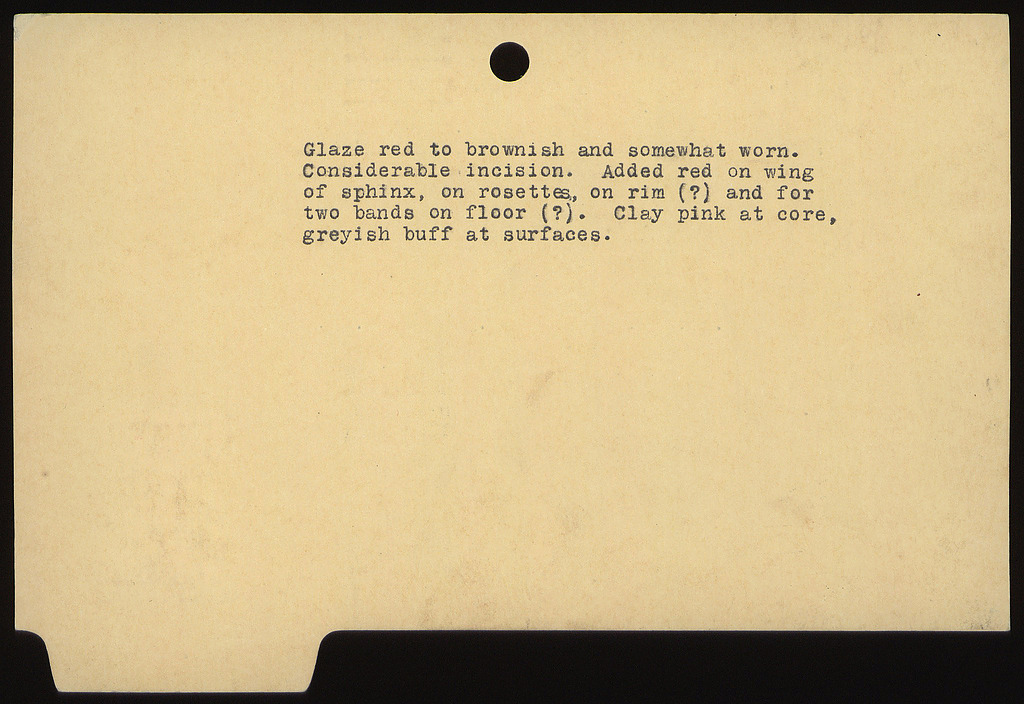 Glaze red to brownish and somewhat worn.
Considerable incision. Added red on wing
of sphinx, on rosettes, on rim (?) and for
two bands on floor (?). Clay pink at core,
greyish buff at surfaces.